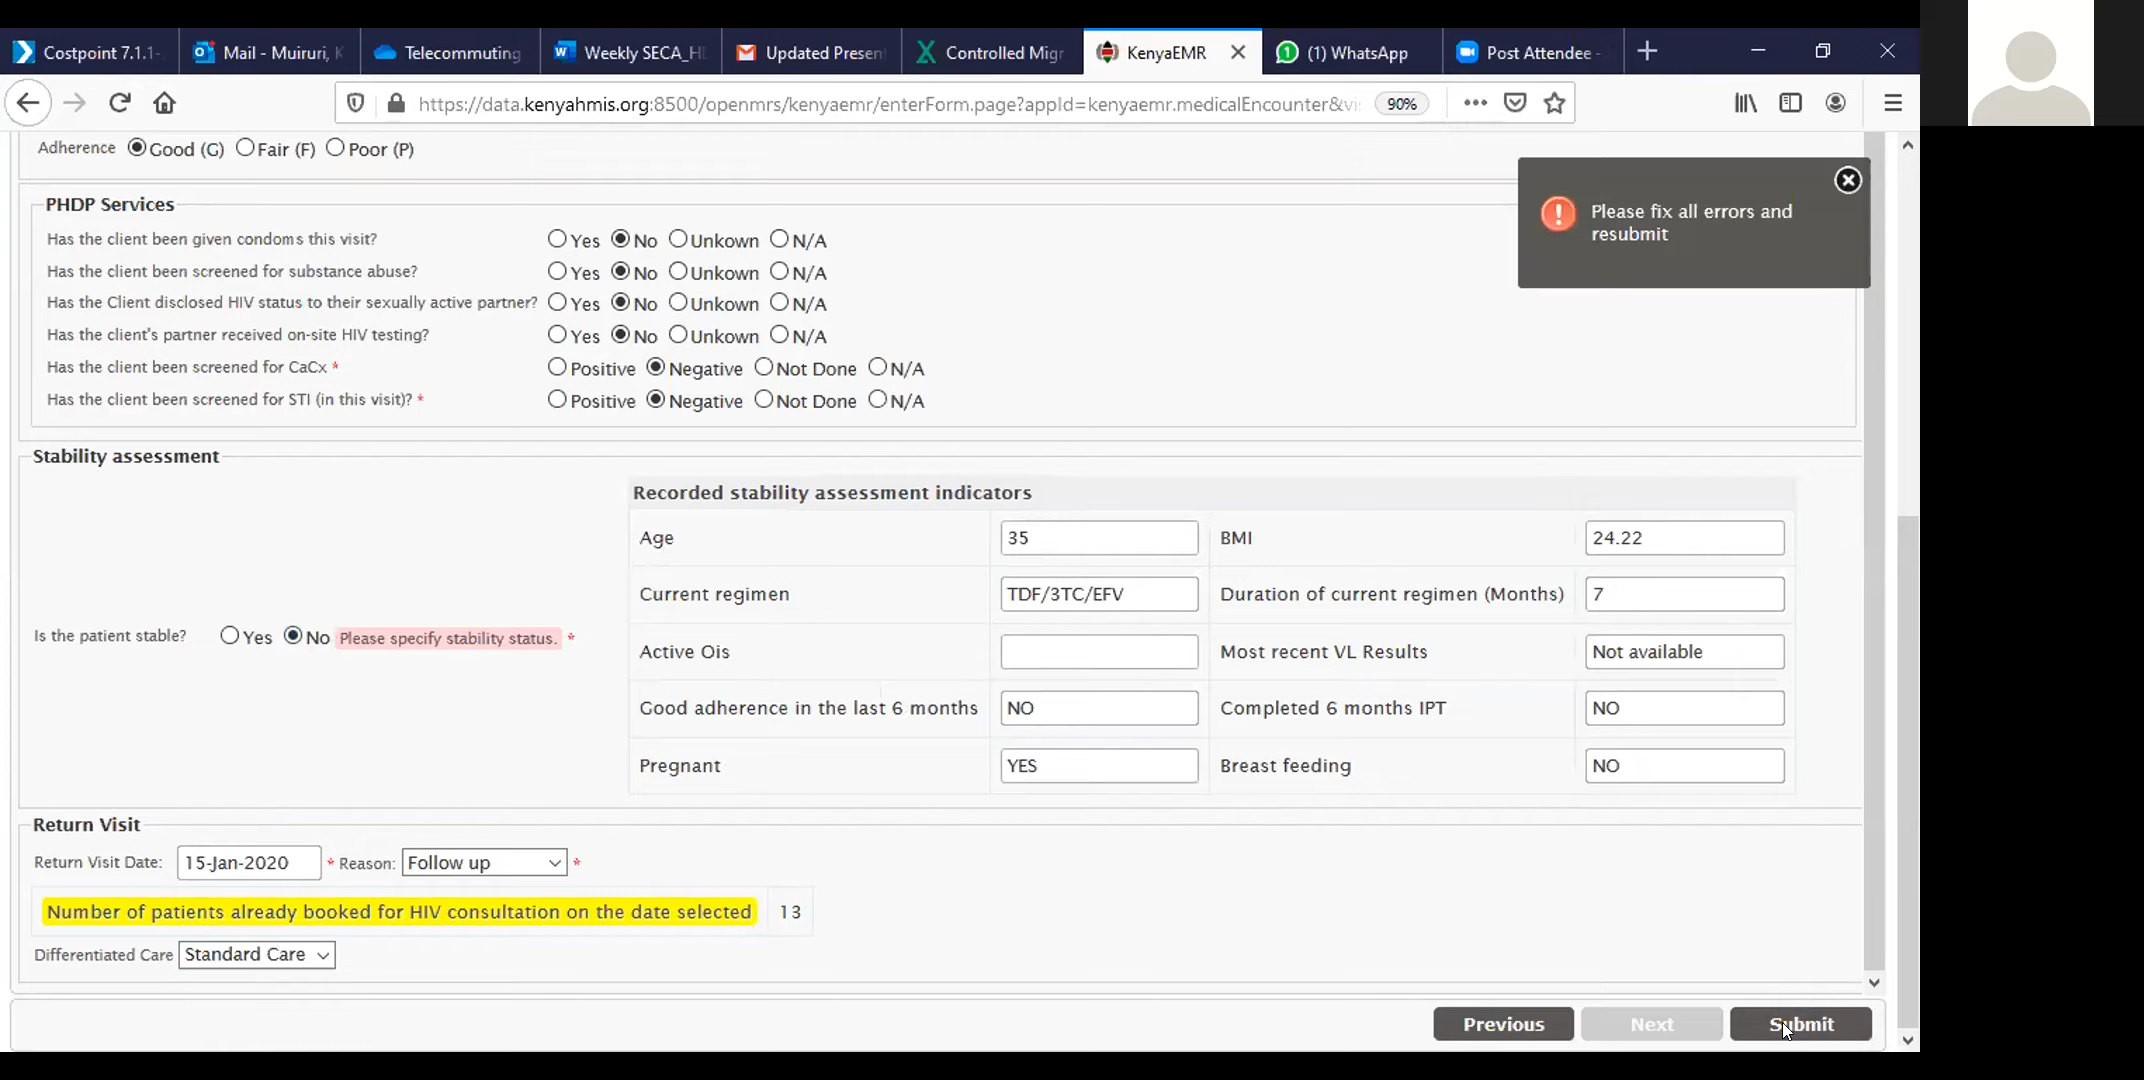 Costpoint 7.1.1-
Mail - Muiruri, K
Telecommuting
Weekly SECA_HI
Updated Presen
Controlled Migr
KenyaEMR
(1) WhatsApp
Post Attendee -
https://data.kenyahmis.org:8500/openmrs/kenyaemr/enterForm.page?appId=kenyaemr.medicalEncounter&vi
90%
Adherence Good (G) Fair (F) Poor (P)
Please fix all errors and
resubmit
PHDP Services
Has the client been given condoms this visit? Yes No Unkown N/A
Has the client been screened for substance abuse? Yes No Unkown N/A
Has the Client disclosed HIV status to their sexually active partner? Yes No Unkown N/A
Has the client's partner received on-site HIV testing? Yes No Unkown N/A
Has the client been screened for CaCx * Positive Negative Not Done N/A
Has the client been screened for STI (in this visit)? * Positive Negative Not Done N/A
Stability assessment
Recorded stability assessment indicators
Age 35 BMI 24.22
Current regimen TDF/3TC/EFV Duration of current regimen (Months) 7
Is the patient stable? Yes No Please specify stability status. *
Active Ois Most recent VL Results Not available
Good adherence in the last 6 months NO Completed 6 months IPT NO
Pregnant YES Breast feeding NO
Return Visit
Return Visit Date: 15-Jan-2020 * Reason: Follow up *
Number of patients already booked for HIV consultation on the date selected 13
Differentiated Care Standard Care
Previous Next Submit